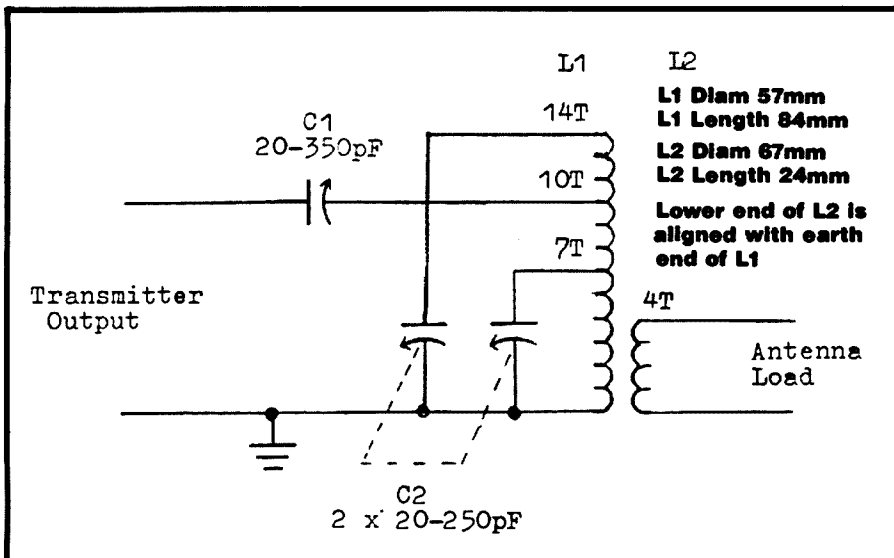 L1 L2
L1 Diam 57mm
L1 Length 84mm
14T
C1
20-350pF
L2 Diam 67mm
L2 Length 24mm
10T
Lower end of L2 is
aligned with earth
end of L1
7T
Transmitter
Output
4T
Antenna
Load
C2
2 x 20-250pF